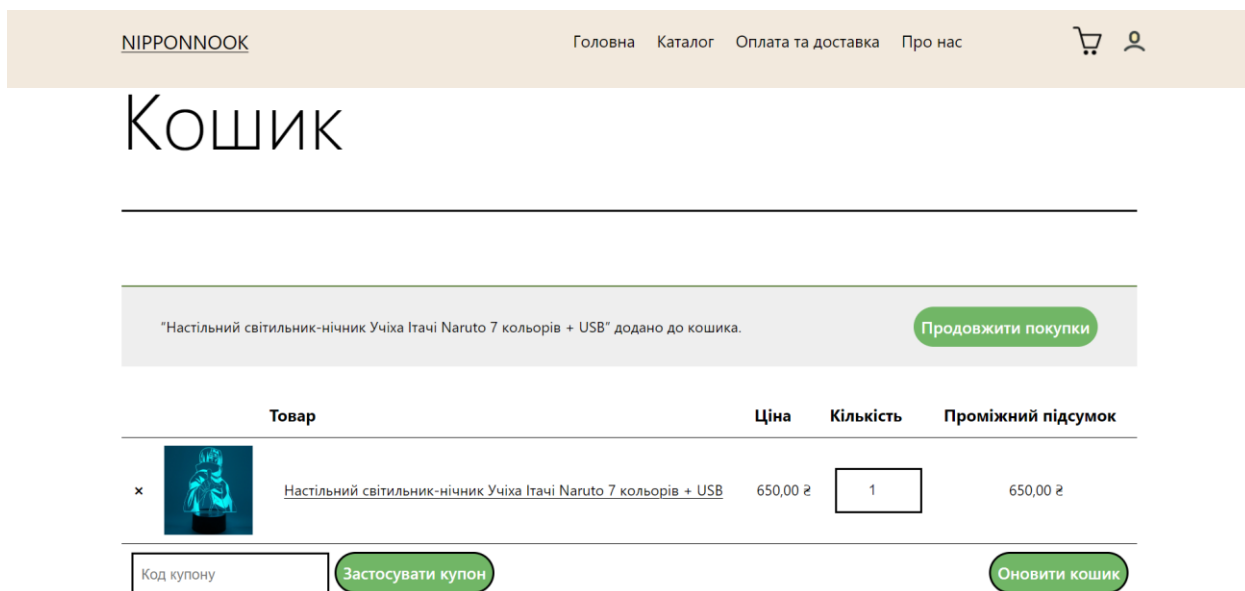 NIPPONNOOK
Головна Каталог Оплата та доставка Про нас
Кошик
“Настільний світильник-нічник Учіха Ітачі Naruto 7 кольорів + USB” додано до кошика.
Продовжити покупки
Товар Ціна Кількість Проміжний підсумок
× Настільний світильник-нічник Учіха Ітачі Naruto 7 кольорів + USB 650,00 ₴ 1 650,00 ₴
Код купону Застосувати купон Оновити кошик